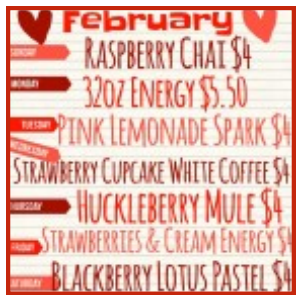 February
SUNDAY RASPBERRY CHAI $4
MONDAY 32OZ ENERGY $5.50
TUESDAY PINK LEMONADE SPARK $4
WEDNESDAY STRAWBERRY CUPCAKE WHITE COFFEE $4
THURSDAY HUCKLEBERRY MULE $4
FRIDAY STRAWBERRIES & CREAM ENERGY $4
SATURDAY BLACKBERRY LOTUS PASTEL $4